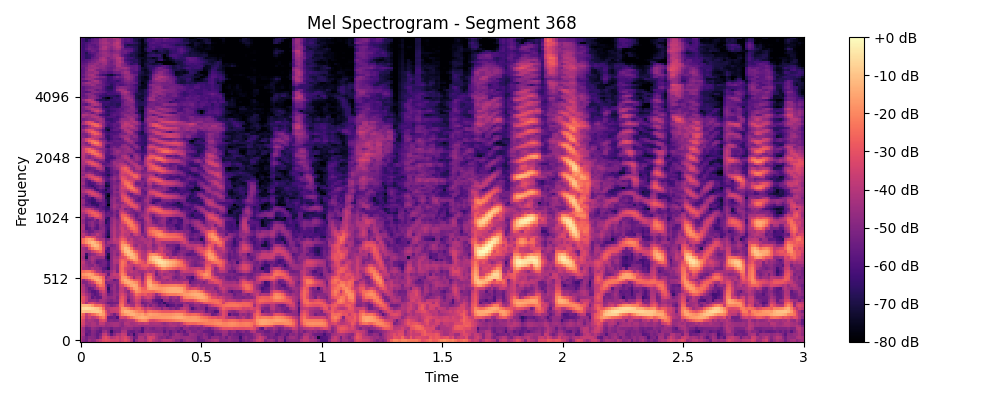 Mel Spectrogram - Segment 368
Frequency
4096
2048
1024
512
0
0
0.5
1
1.5
2
2.5
3
Time
+0 dB
-10 dB
-20 dB
-30 dB
-40 dB
-50 dB
-60 dB
-70 dB
-80 dB